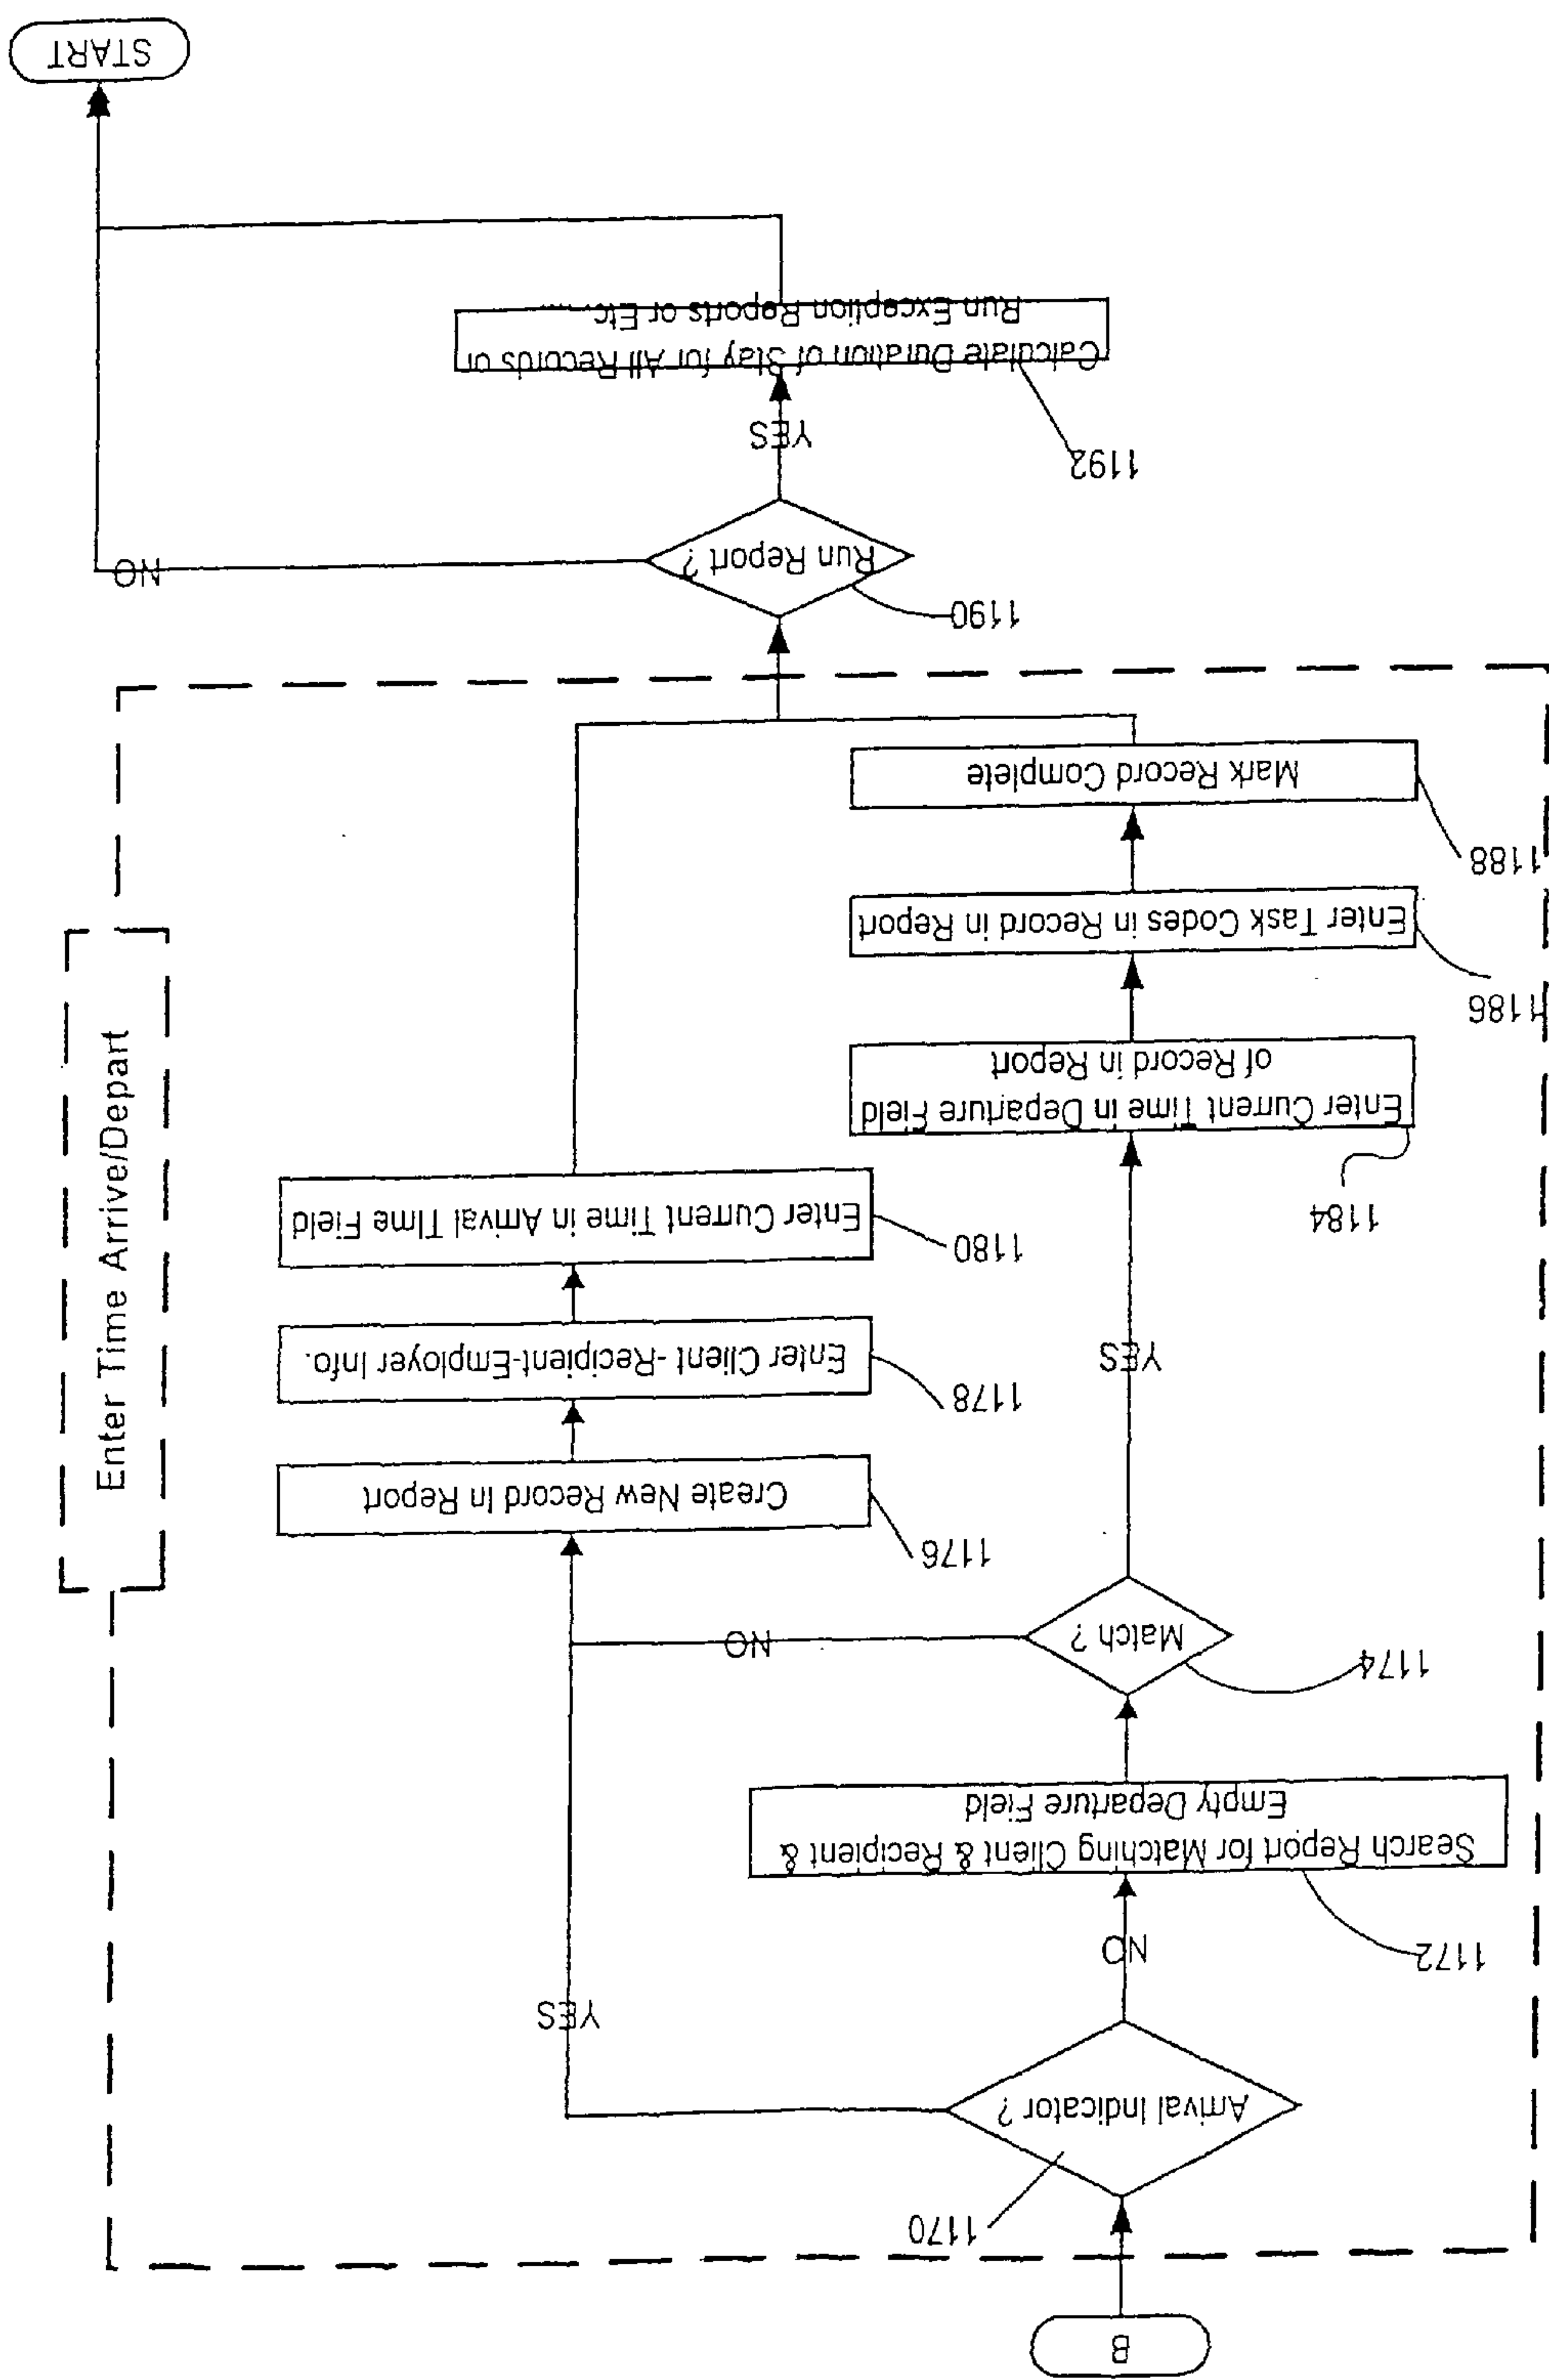 B
1170
Arrival Indicator ?
YES
NO
1172
Search Report for Matching Client & Recipient &
Empty Departure Field
1174
Match ?
NO
YES
1176
Create New Record In Report
1178
Enter Client -Recipient-Employer Info.
1180
Enter Current Time in Arrival TIme Field
1184
Enter Current Time in Departure Field
of Record in Report
1186
Enter Task Codes in Record in Report
1188
Mark Record Complete
Enter Time Arrive/Depart
1190
Run Report ?
NO
YES
1192
Calculate Duration of Stay for All Records or
Run Exception Reports or Etc.....
START